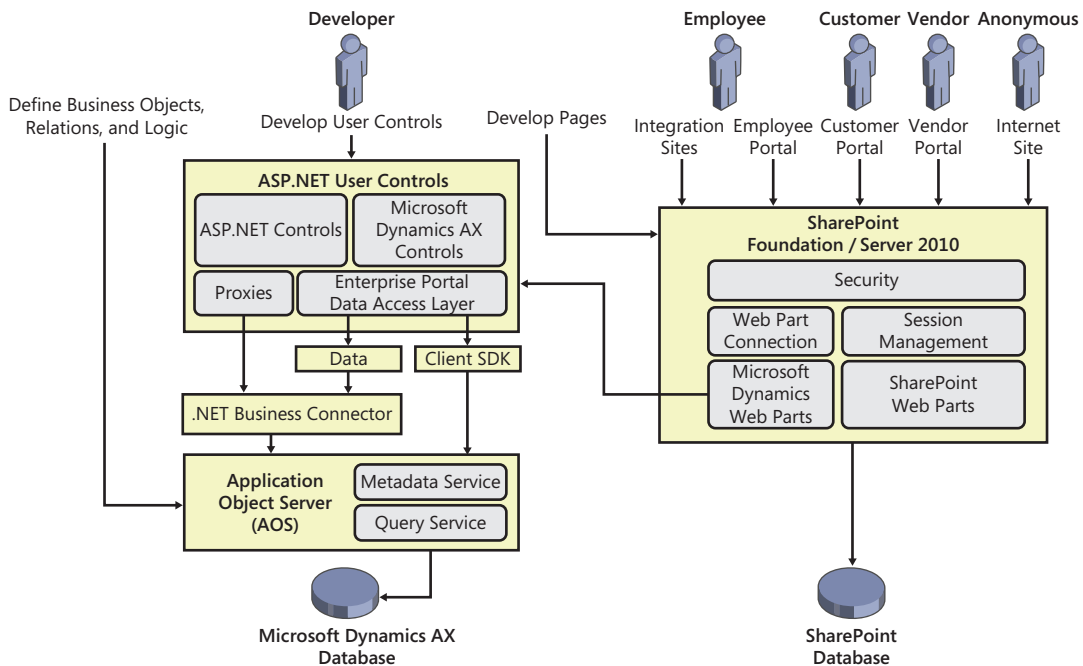 Developer
Employee
Customer
Vendor
Anonymous
Define Business Objects,
Relations, and Logic
Develop User Controls
Develop Pages
Integration
Sites
Employee
Portal
Customer
Portal
Vendor
Portal
Internet
Site
ASP.NET User Controls
ASP.NET Controls
Microsoft
Dynamics AX
Controls
Proxies
Enterprise Portal
Data Access Layer
Data
Client SDK
.NET Business Connector
Application
Object Server
(AOS)
Metadata Service
Query Service
Microsoft Dynamics AX
Database
SharePoint
Foundation / Server 2010
Security
Web Part
Connection
Session
Management
Microsoft
Dynamics
Web Parts
SharePoint
Web Parts
SharePoint
Database